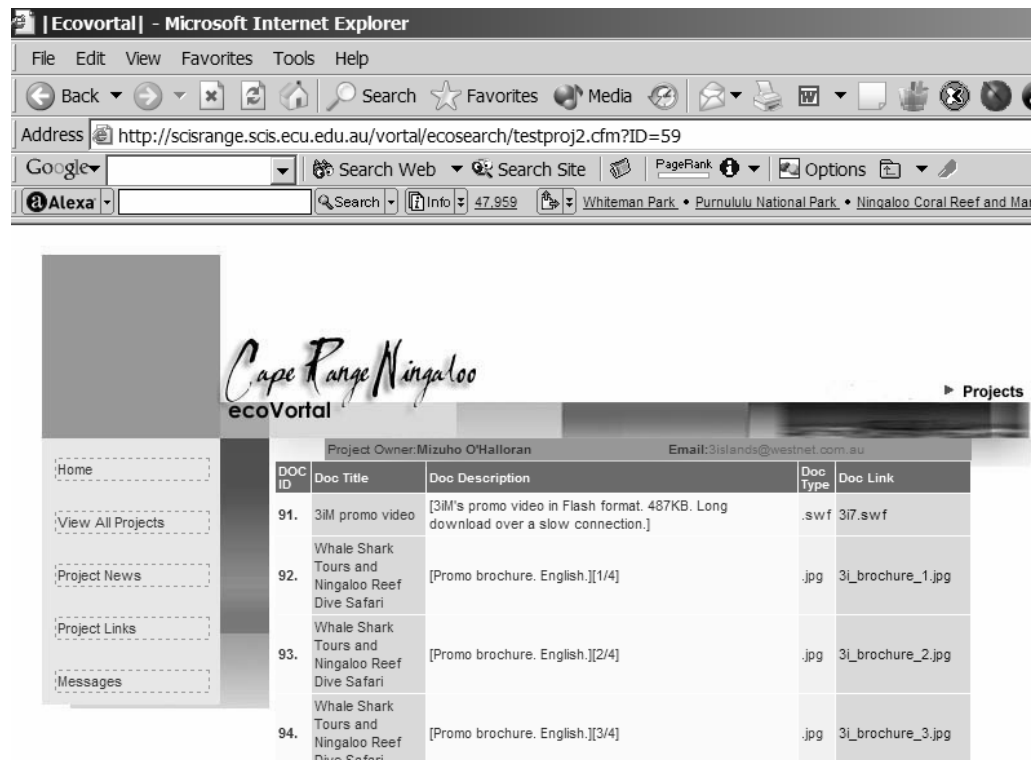 |Ecovortal| - Microsoft Internet Explorer
File Edit View Favorites Tools Help
Back Search Favorites Media
Address http://scisrange.scis.ecu.edu.au/vortal/ecosearch/testproj2.cfm?ID=59
Google Search Web Search Site PageRank Options
Alexa Search Info 47,959 Whiteman Park • Purnululu National Park • Ningaloo Coral Reef and Mar
Cape Range Ningaloo
ecoVortal
Projects
Project Owner:Mizuho O'Halloran Email:3islands@westnet.com.au
Home
View All Projects
Project News
Project Links
Messages
DOC ID Doc Title Doc Description Doc Type Doc Link
91. 3iM promo video [3iM's promo video in Flash format. 487KB. Long
download over a slow connection.] .swf 3i7.swf
Whale Shark
Tours and
92. Ningaloo Reef [Promo brochure. English.][1/4] .jpg 3i_brochure_1.jpg
Dive Safari
Whale Shark
Tours and
93. Ningaloo Reef [Promo brochure. English.][2/4] .jpg 3i_brochure_2.jpg
Dive Safari
Whale Shark
Tours and
94. Ningaloo Reef [Promo brochure. English.][3/4] .jpg 3i_brochure_3.jpg
Dive Safari